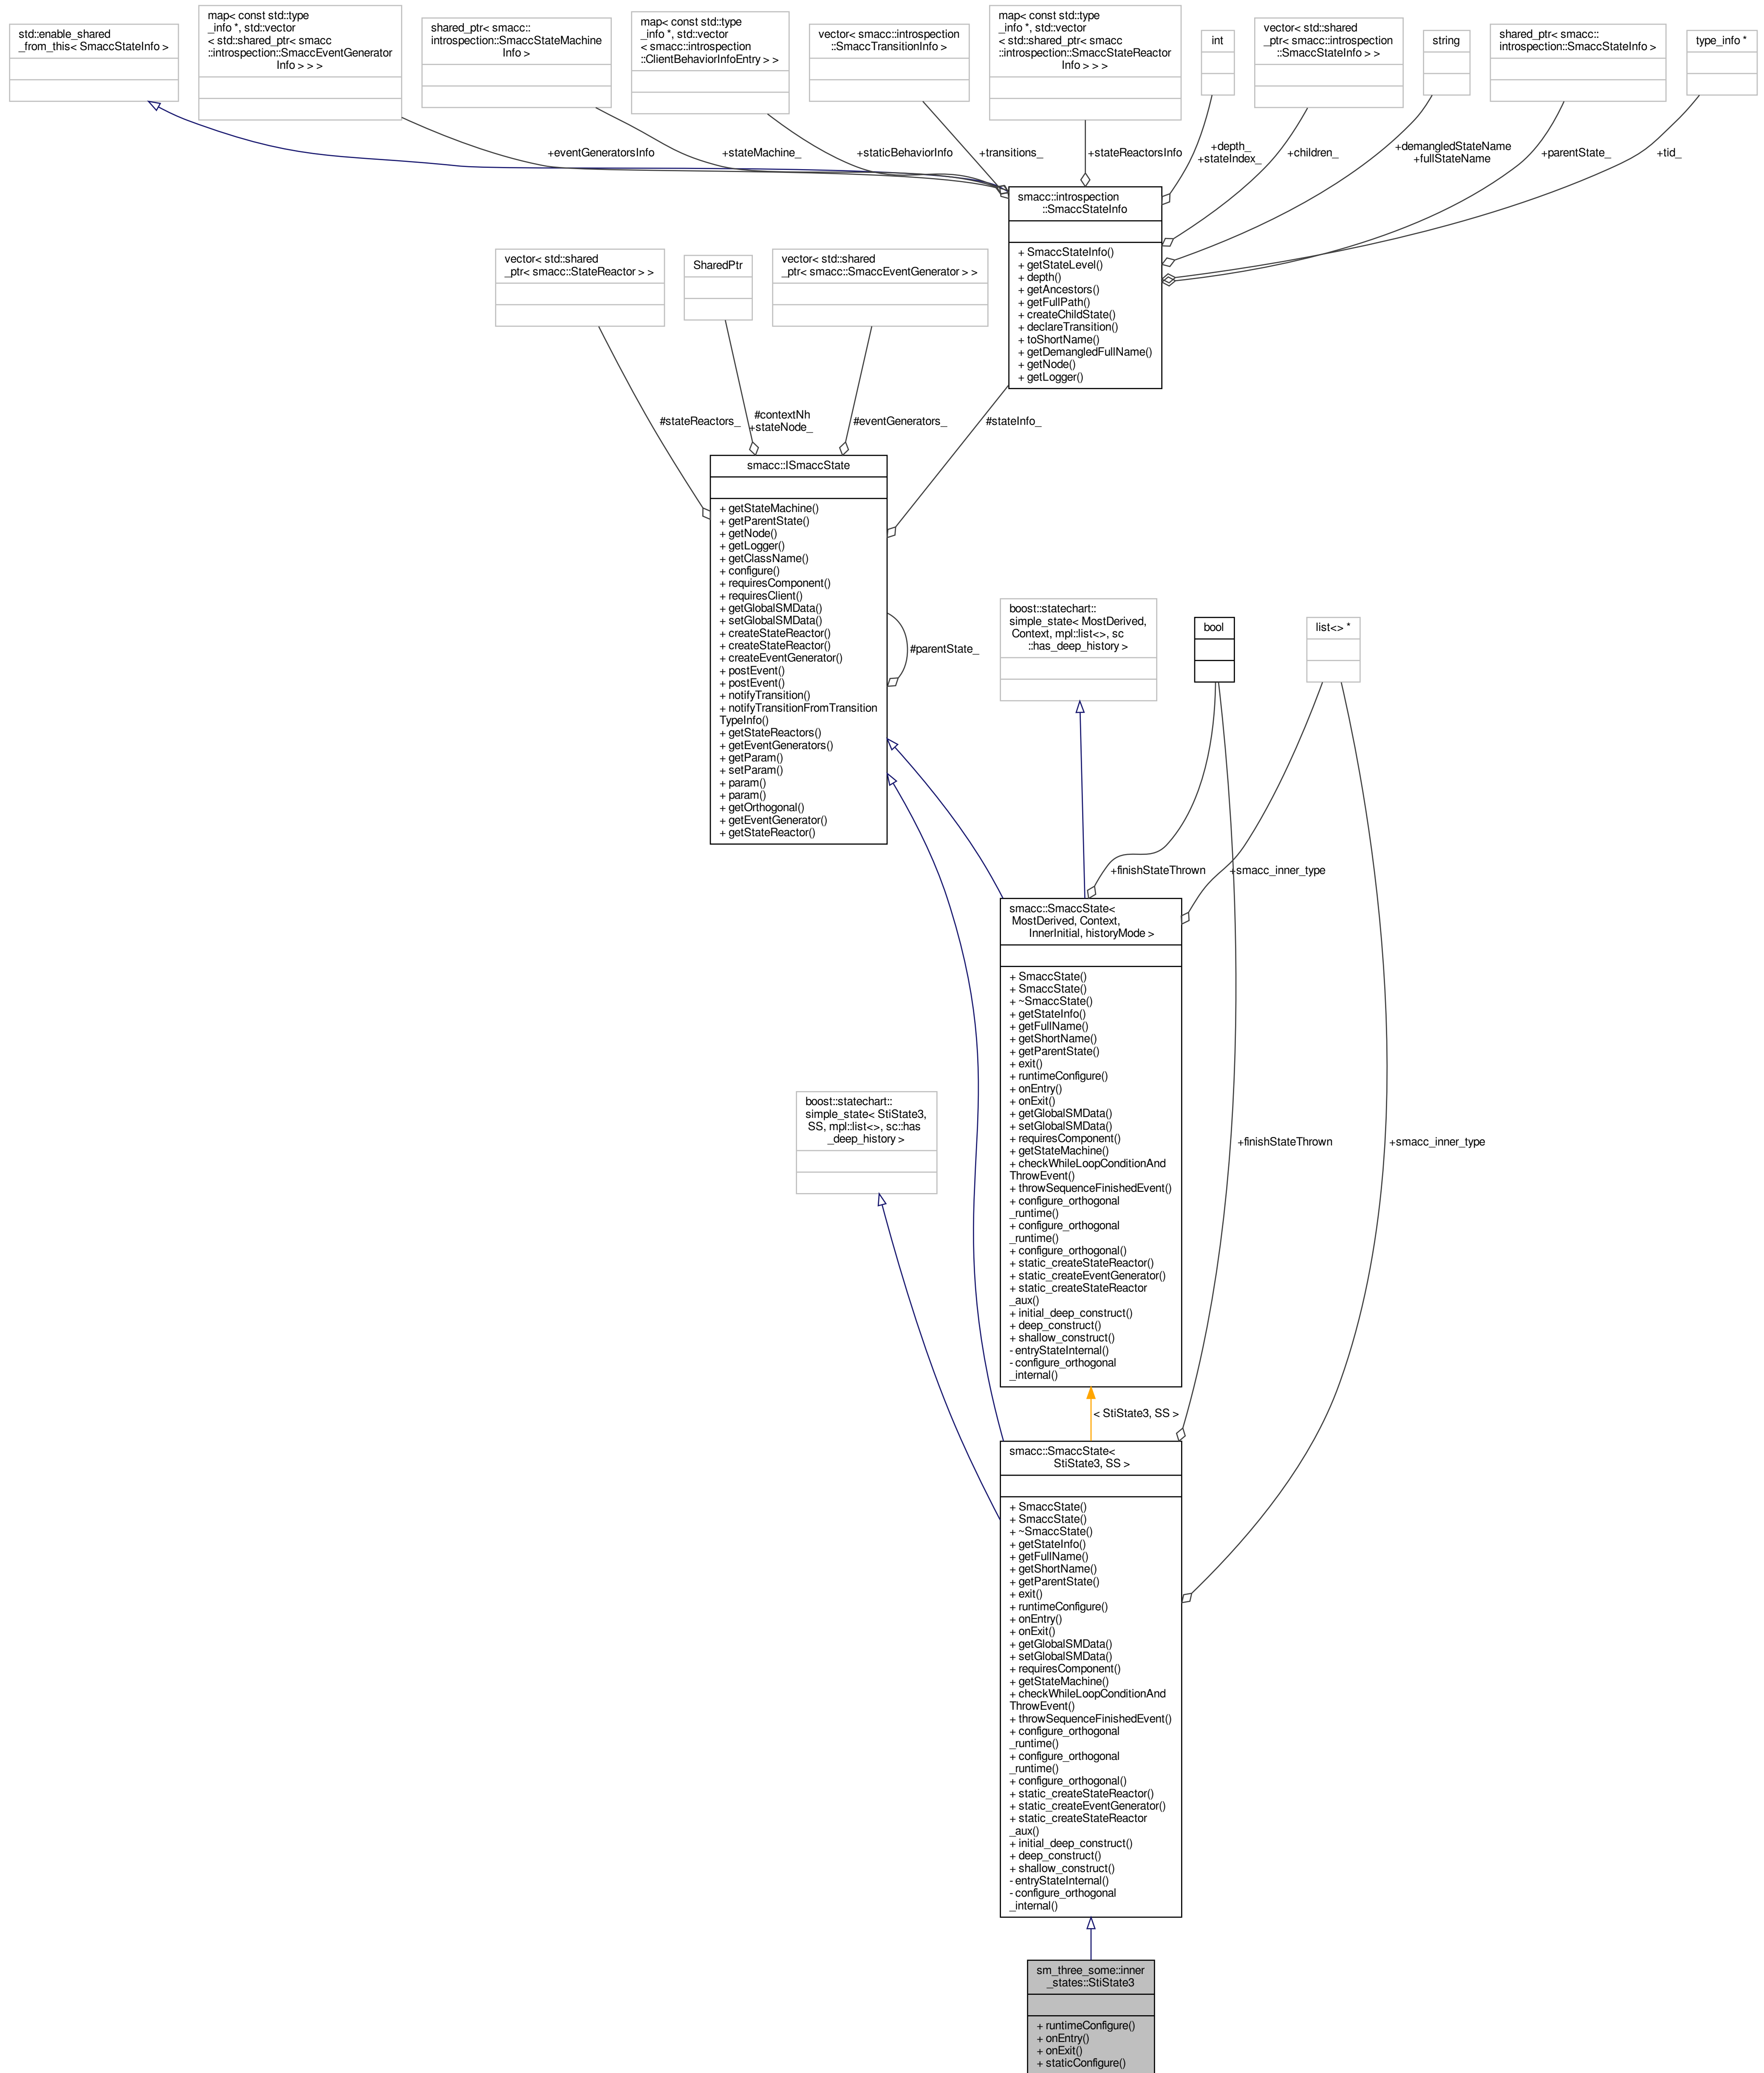 std::enable_shared
_from_this< SmaccStateInfo >
map< const std::type
_info *, std::vector
< std::shared_ptr< smacc
::introspection::SmaccEventGenerator
Info > > >
shared_ptr< smacc::
introspection::SmaccStateMachine
Info >
map< const std::type
_info *, std::vector
< smacc::introspection
::ClientBehaviorInfoEntry > >
vector< smacc::introspection
::SmaccTransitionInfo >
map< const std::type
_info *, std::vector
< std::shared_ptr< smacc
::introspection::SmaccStateReactor
Info > > >
int
vector< std::shared
_ptr< smacc::introspection
::SmaccStateInfo > >
string
shared_ptr< smacc::
introspection::SmaccStateInfo >
type_info *
+eventGeneratorsInfo
+stateMachine_
+staticBehaviorInfo
+transitions_
+stateReactorsInfo
+depth_
+stateIndex_
+children_
+demangledStateName
+fullStateName
+parentState_
+tid_
smacc::introspection
::SmaccStateInfo
+ SmaccStateInfo()
+ getStateLevel()
+ depth()
+ getAncestors()
+ getFullPath()
+ createChildState()
+ declareTransition()
+ toShortName()
+ getDemangledFullName()
+ getNode()
+ getLogger()
vector< std::shared
_ptr< smacc::StateReactor > >
SharedPtr
vector< std::shared
_ptr< smacc::SmaccEventGenerator > >
#stateReactors_
#contextNh
+stateNode_
#eventGenerators_
#stateInfo_
smacc::ISmaccState
+ getStateMachine()
+ getParentState()
+ getNode()
+ getLogger()
+ getClassName()
+ configure()
+ requiresComponent()
+ requiresClient()
+ getGlobalSMData()
+ setGlobalSMData()
+ createStateReactor()
+ createStateReactor()
+ createEventGenerator()
+ postEvent()
+ postEvent()
+ notifyTransition()
+ notifyTransitionFromTransition
TypeInfo()
+ getStateReactors()
+ getEventGenerators()
+ getParam()
+ setParam()
+ param()
+ param()
+ getOrthogonal()
+ getEventGenerator()
+ getStateReactor()
#parentState_
boost::statechart::
simple_state< MostDerived,
Context, mpl::list<>, sc
::has_deep_history >
bool
list<> *
+finishStateThrown
+smacc_inner_type
smacc::SmaccState<
MostDerived, Context,
InnerInitial, historyMode >
+ SmaccState()
+ SmaccState()
+ ~SmaccState()
+ getStateInfo()
+ getFullName()
+ getShortName()
+ getParentState()
+ exit()
+ runtimeConfigure()
+ onEntry()
+ onExit()
+ getGlobalSMData()
+ setGlobalSMData()
+ requiresComponent()
+ getStateMachine()
+ checkWhileLoopConditionAnd
ThrowEvent()
+ throwSequenceFinishedEvent()
+ configure_orthogonal
_runtime()
+ configure_orthogonal
_runtime()
+ configure_orthogonal()
+ static_createStateReactor()
+ static_createEventGenerator()
+ static_createStateReactor
_aux()
+ initial_deep_construct()
+ deep_construct()
+ shallow_construct()
- entryStateInternal()
- configure_orthogonal
_internal()
boost::statechart::
simple_state< StiState3,
SS, mpl::list<>, sc::has
_deep_history >
+finishStateThrown
+smacc_inner_type
< StiState3, SS >
smacc::SmaccState<
StiState3, SS >
+ SmaccState()
+ SmaccState()
+ ~SmaccState()
+ getStateInfo()
+ getFullName()
+ getShortName()
+ getParentState()
+ exit()
+ runtimeConfigure()
+ onEntry()
+ onExit()
+ getGlobalSMData()
+ setGlobalSMData()
+ requiresComponent()
+ getStateMachine()
+ checkWhileLoopConditionAnd
ThrowEvent()
+ throwSequenceFinishedEvent()
+ configure_orthogonal
_runtime()
+ configure_orthogonal
_runtime()
+ configure_orthogonal()
+ static_createStateReactor()
+ static_createEventGenerator()
+ static_createStateReactor
_aux()
+ initial_deep_construct()
+ deep_construct()
+ shallow_construct()
- entryStateInternal()
- configure_orthogonal
_internal()
sm_three_some::inner
_states::StiState3
+ runtimeConfigure()
+ onEntry()
+ onExit()
+ staticConfigure()